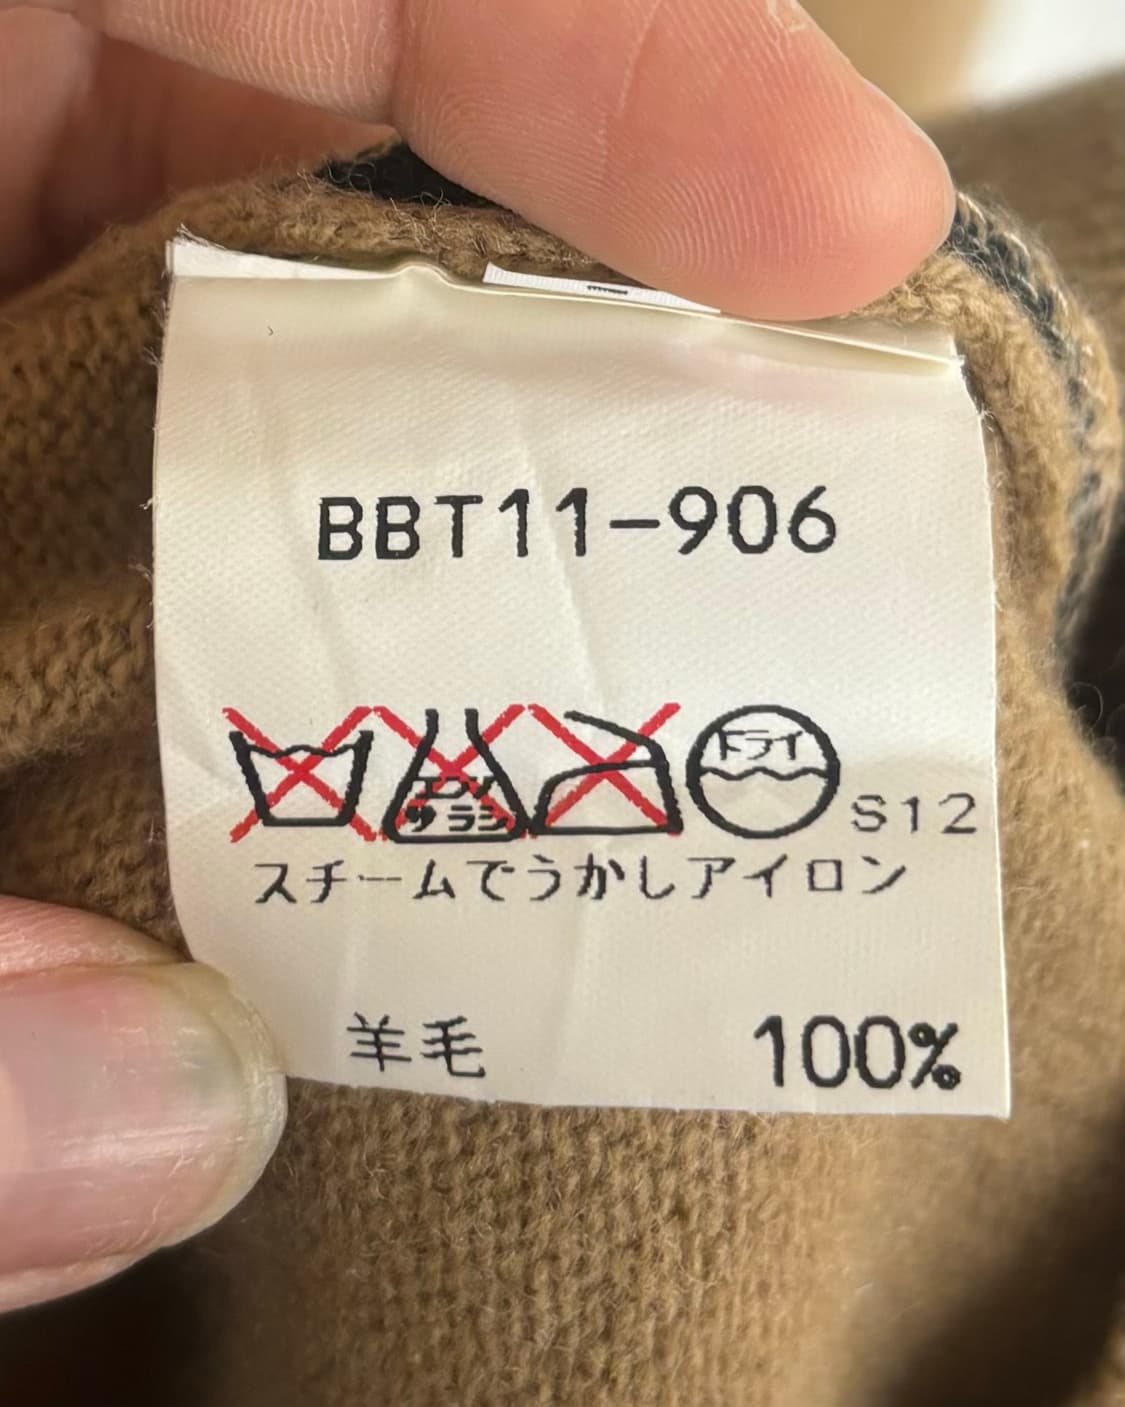 BBT11-906
エンソ
サラシ
ドライ
S12
スチームでうかしアイロン
羊毛 100%